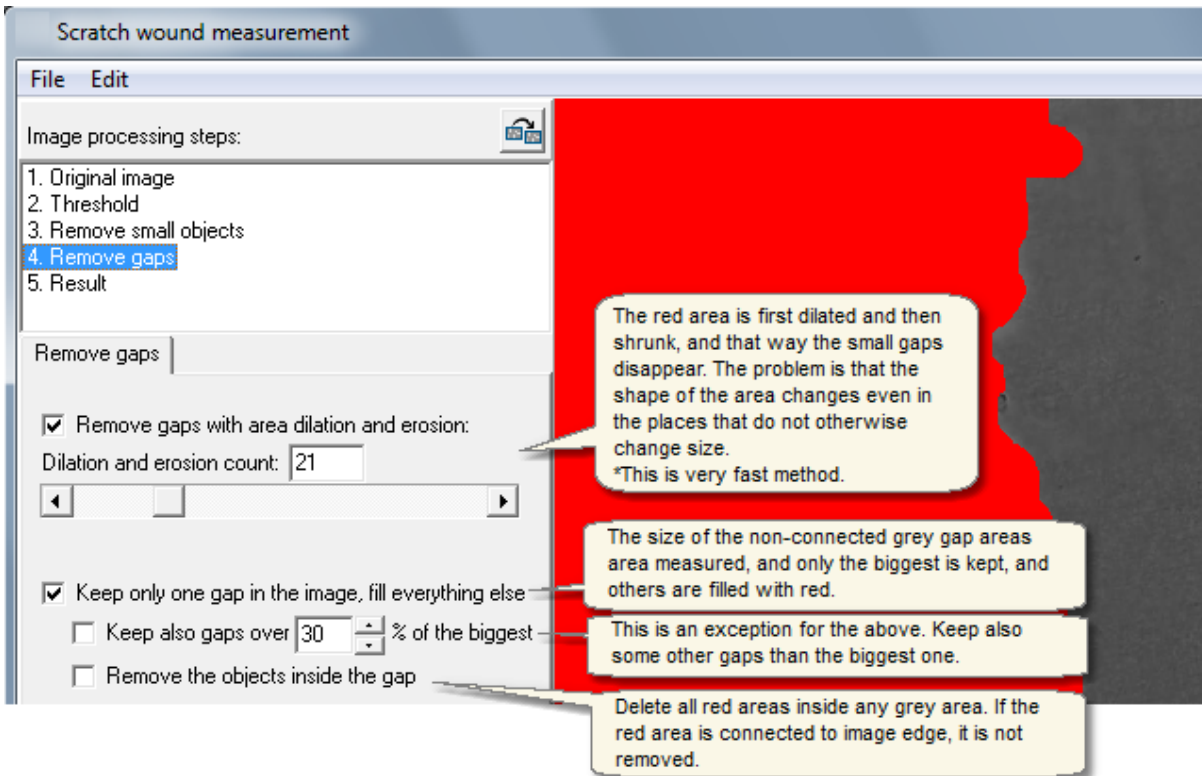 Scratch wound measurement
File Edit
Image processing steps:
1. Original image
2. Threshold
3. Remove small objects
4. Remove gaps
5. Result
Remove gaps
Remove gaps with area dilation and erosion:
Dilation and erosion count: 21
The red area is first dilated and then
shrunk, and that way the small gaps
disappear. The problem is that the
shape of the area changes even in
the places that do not otherwise
change size.
*This is very fast method.
Keep only one gap in the image, fill everything else
The size of the non-connected grey gap areas
area measured, and only the biggest is kept, and
others are filled with red.
Keep also gaps over 30 % of the biggest
This is an exception for the above. Keep also
some other gaps than the biggest one.
Remove the objects inside the gap
Delete all red areas inside any grey area. If the
red area is connected to image edge, it is not
removed.